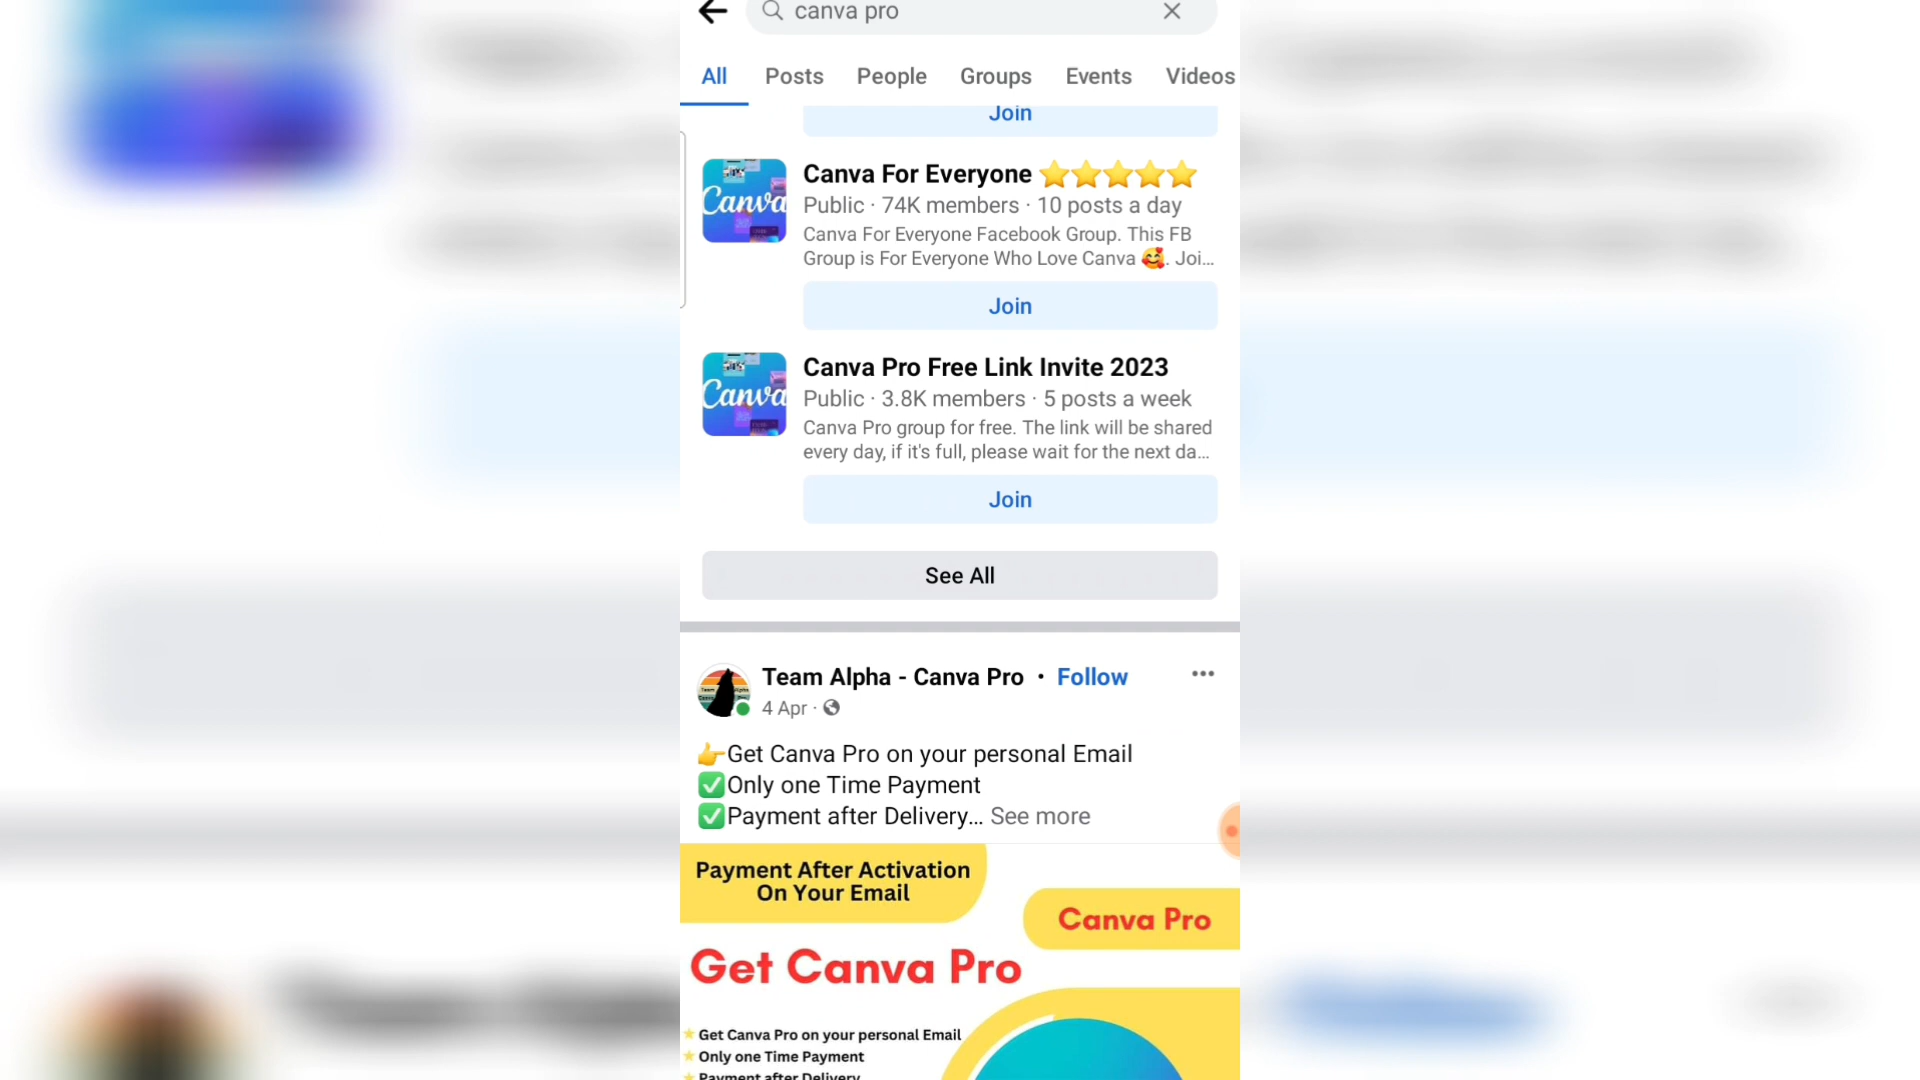 canva pro
All Posts People Groups Events Videos
Join
Canva
Canva For Everyone ⭐⭐⭐⭐⭐
Public · 74K members · 10 posts a day
Canva For Everyone Facebook Group. This FB
Group is For Everyone Who Love Canva 🥰. Joi...
Join
Canva
Canva Pro Free Link Invite 2023
Public · 3.8K members · 5 posts a week
Canva Pro group for free. The link will be shared
every day, if it's full, please wait for the next da...
Join
See All
Team Alpha - Canva Pro • Follow
4 Apr ·
👉Get Canva Pro on your personal Email
✅Only one Time Payment
✅Payment after Delivery... See more
Payment After Activation
On Your Email
Canva Pro
Get Canva Pro
Get Canva Pro on your personal Email
Only one Time Payment
Payment after Delivery